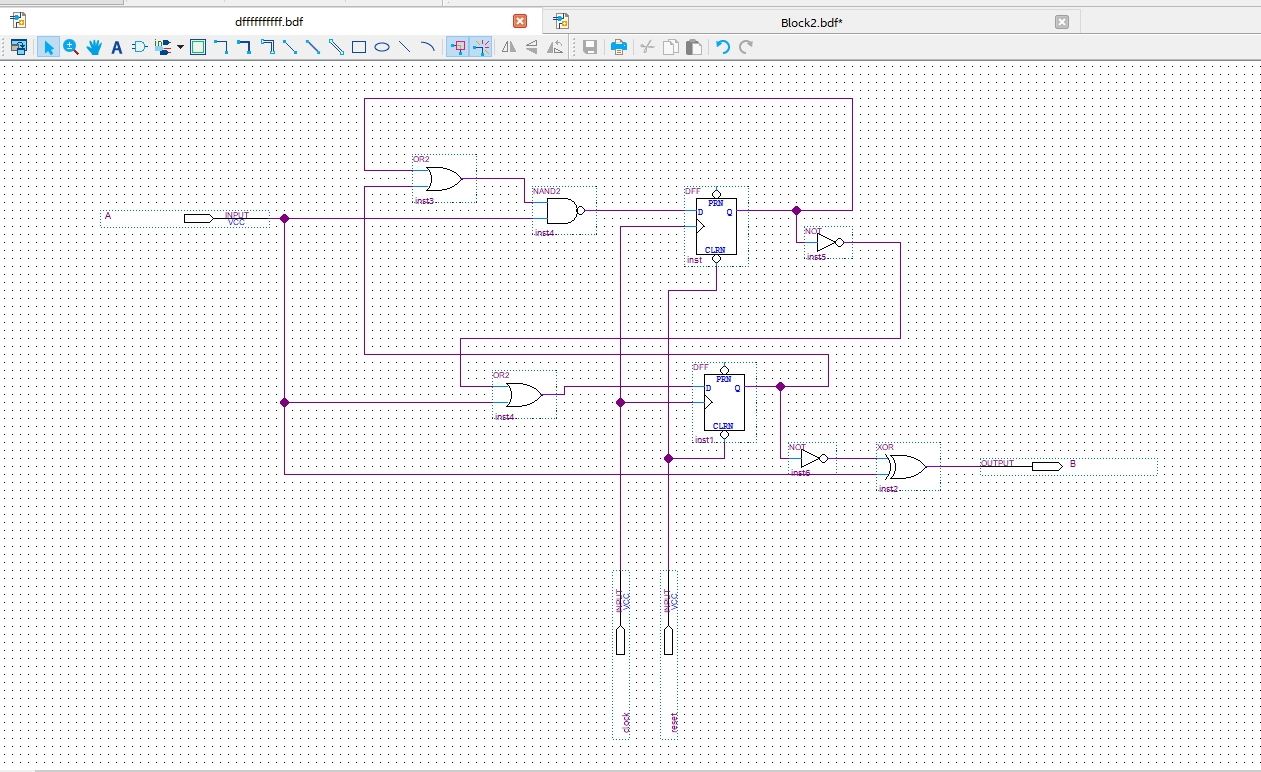 dffffffffff.bdf
Block2.bdf*
A
OR2
inst3
NAND2
inst4
A
INPUT
VCC
DFF
PRN
D
Q
CLRN
inst
NOT
inst5
OR2
inst4
DFF
PRN
D
Q
CLRN
inst1
NOT
inst6
XOR
inst2
OUTPUT
B
INPUT
VCC
clock
INPUT
VCC
reset